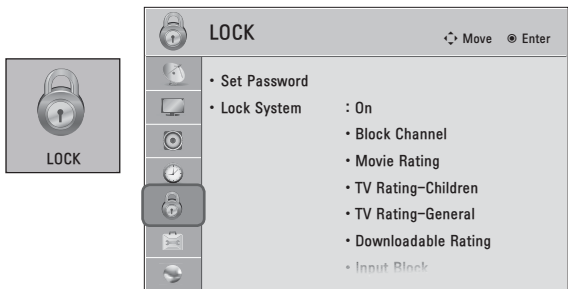 LOCK
LOCK
Move Enter
• Set Password
• Lock System : On
• Block Channel
• Movie Rating
• TV Rating-Children
• TV Rating-General
• Downloadable Rating
• Input Block